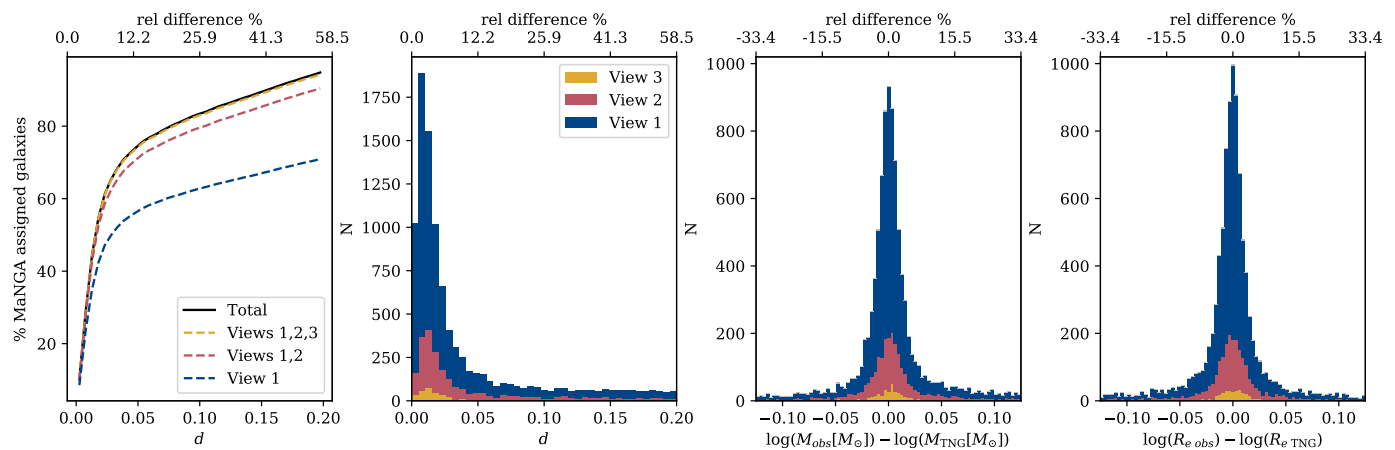 rel difference %
0.0 12.2 25.9 41.3 58.5
% MaNGA assigned galaxies
80
60
40
20
Total
Views 1,2,3
Views 1,2
View 1
0.00 0.05 0.10 0.15 0.20
d
rel difference %
0.0 12.2 25.9 41.3 58.5
N
1750
1500
1250
1000
750
500
250
0
View 3
View 2
View 1
0.00 0.05 0.10 0.15 0.20
d
rel difference %
-33.4 -15.5 0.0 15.5 33.4
N
1000
800
600
400
200
0
−0.10 −0.05 0.00 0.05 0.10
log(M_obs[M_⊙]) − log(M_TNG[M_⊙])
rel difference %
-33.4 -15.5 0.0 15.5 33.4
N
1000
800
600
400
200
0
−0.10 −0.05 0.00 0.05 0.10
log(R_e obs) − log(R_e TNG)